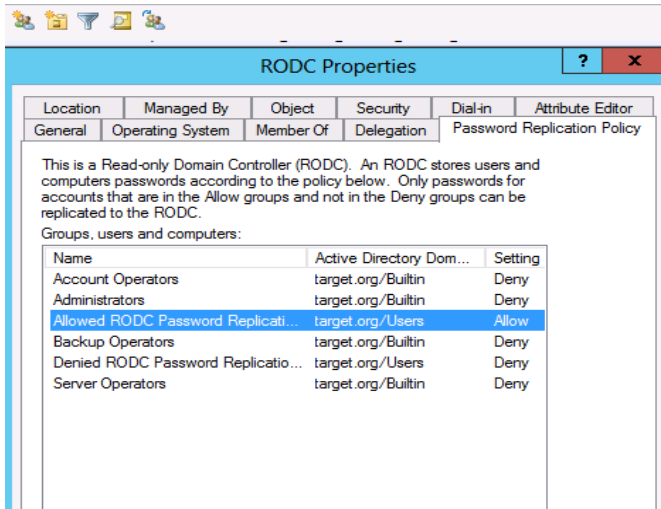 RODC Properties
?
x
Location Managed By Object Security Dial-in Attribute Editor
General Operating System Member Of Delegation Password Replication Policy
This is a Read-only Domain Controller (RODC). An RODC stores users and
computers passwords according to the policy below. Only passwords for
accounts that are in the Allow groups and not in the Deny groups can be
replicated to the RODC.
Groups, users and computers:
Name Active Directory Dom... Setting
Account Operators target.org/Builtin Deny
Administrators target.org/Builtin Deny
Allowed RODC Password Replicati... target.org/Users Allow
Backup Operators target.org/Builtin Deny
Denied RODC Password Replicatio... target.org/Users Deny
Server Operators target.org/Builtin Deny